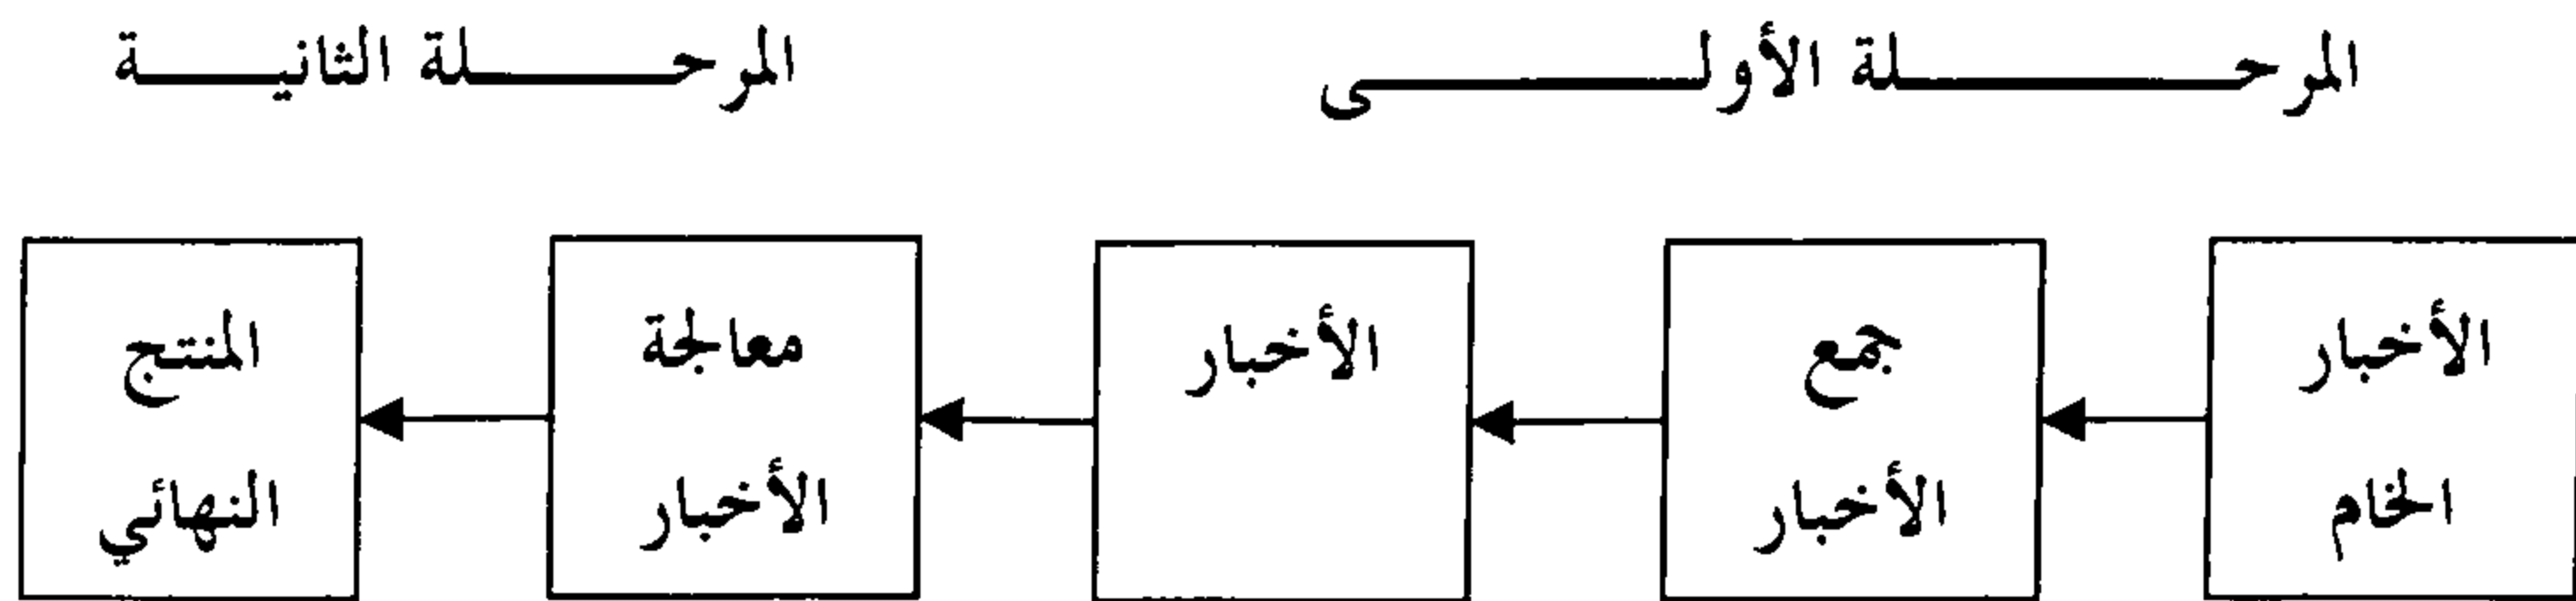 المرحلة الأولى
المرحلة الثانية
الأخبار
الخام
جمع
الأخبار
الأخبار
معالجة
الأخبار
المنتج
النهائي